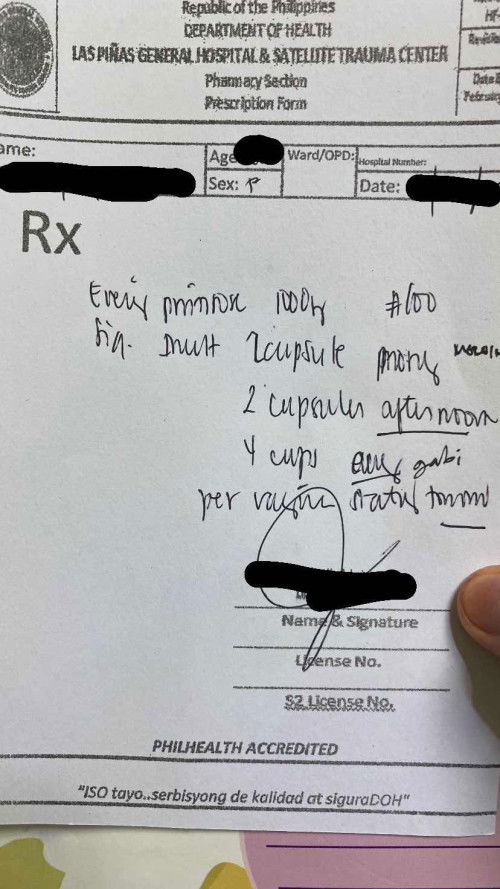 Republic of the Philippines
DEPARTMENT OF HEALTH
LAS PIÑAS GENERAL HOSPITAL & SATELLITE TRAUMA CENTER
Pharmacy Section
Prescription Form
ame:
Age
Ward/OPD:
Hospital Number:
Sex: F
Date:
Rx
Evening primrose 1000mg #100
Sig. Insert 2 capsule
2 capsules afternoon
4 caps every gabi
per vagina
Name & Signature
License No.
S2 License No.
PHILHEALTH ACCREDITED
"ISO tayo..serbisyong de kalidad at siguraDOH"